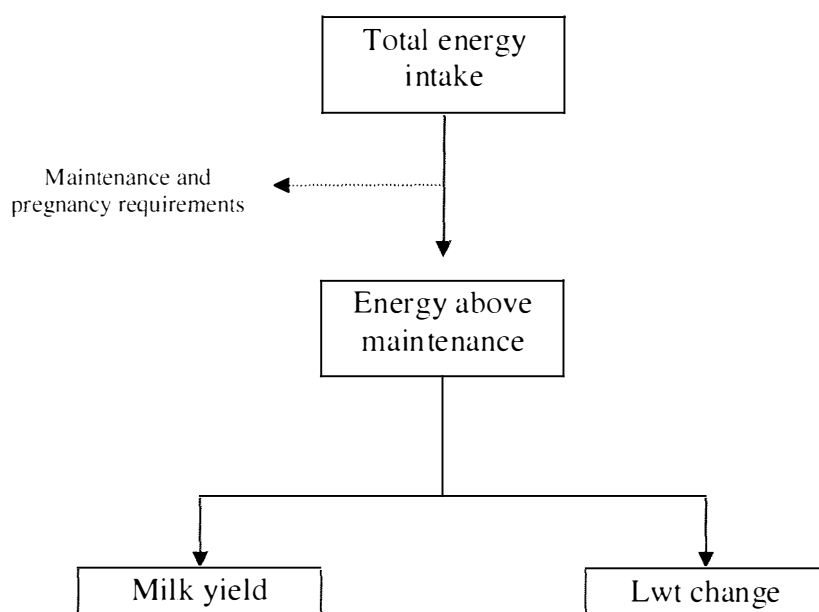 Total energy
intake
Maintenance and
pregnancy requirements
Energy above
maintenance
Milk yield
Lwt change